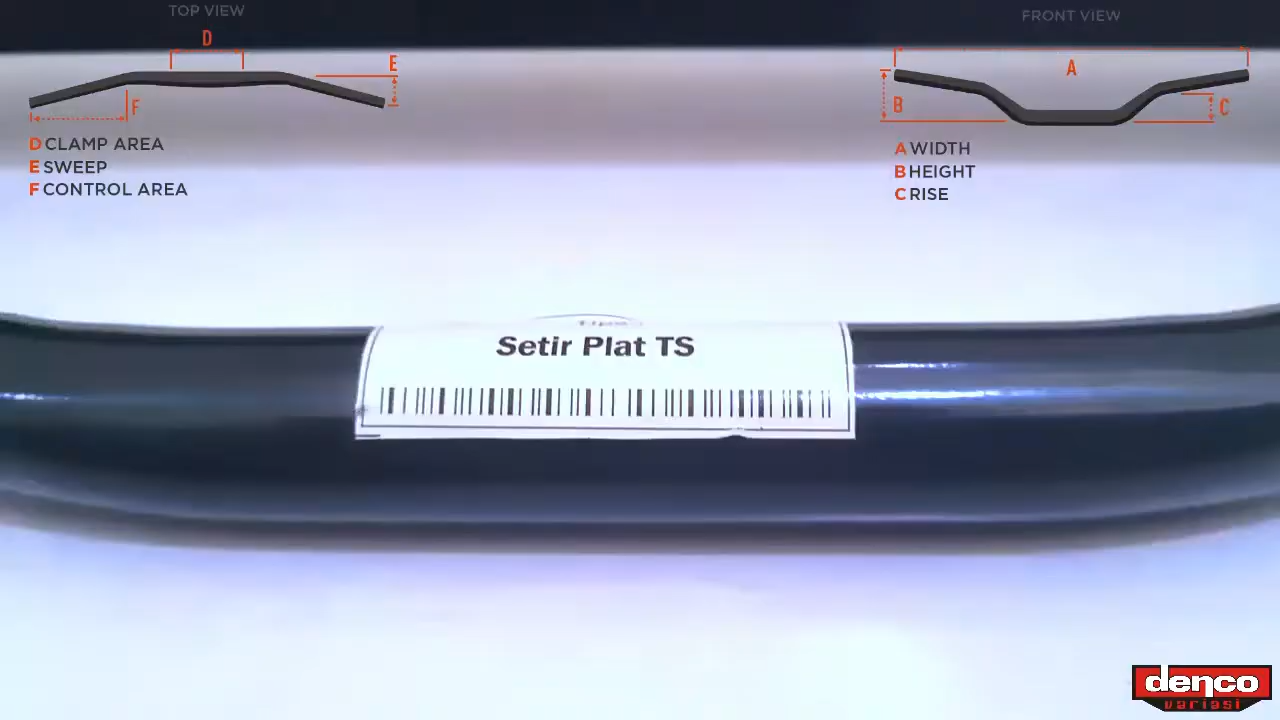 TOP VIEW
D
E
F
D CLAMP AREA
E SWEEP
F CONTROL AREA
FRONT VIEW
A
B
C
A WIDTH
B HEIGHT
C RISE
Setir Plat TS
denco
variasi